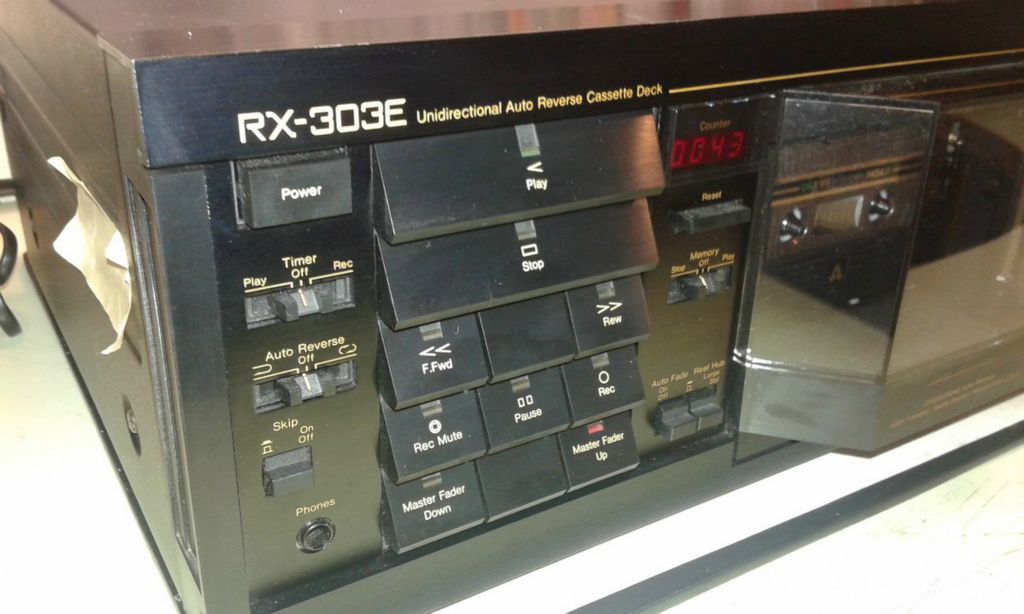 RX-303E Unidirectional Auto Reverse Cassette Deck
Power
Play
Stop
<<
F.Fwd
>>
Rew
Pause
Rec
Rec Mute
Master Fader
Up
Master Fader
Down
Timer
Off
Play Rec
Auto Reverse
Off
Skip
On
Off
Phones
Counter
0043
Reset
Memory
Off
Stop Play
Auto Fade
On
Off
Reel Hub
Large
A